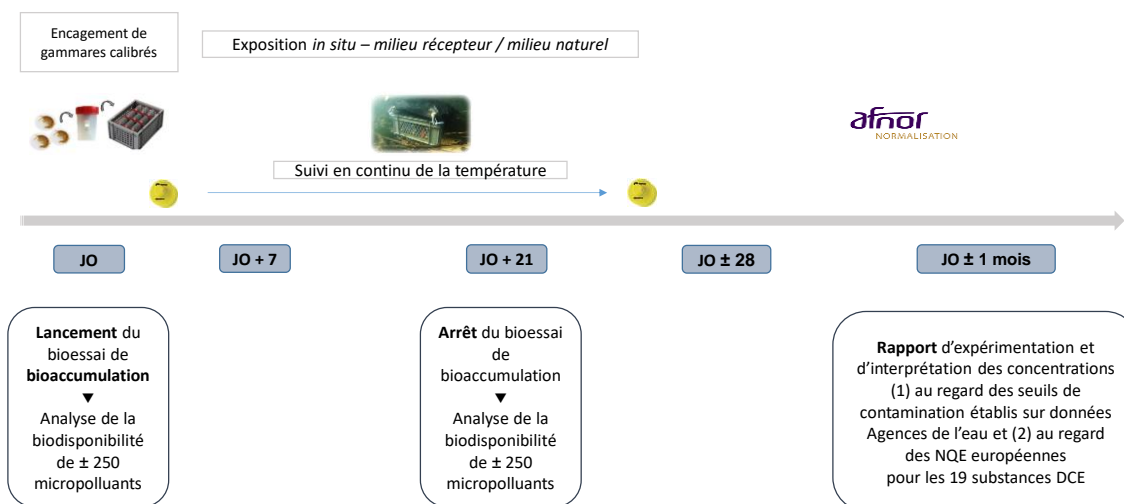 Encagement de
gammares calibrés
Exposition in situ – milieu récepteur / milieu naturel
afnor
NORMALISATION
Suivi en continu de la température
JO
JO + 7
JO + 21
JO ± 28
JO ± 1 mois
Lancement du
bioessai de
bioaccumulation
▼
Analyse de la
biodisponibilité
de ± 250
micropolluants
Arrêt du bioessai
de
bioaccumulation
▼
Analyse de la
biodisponibilité
de ± 250
micropolluants
Rapport d’expérimentation et
d’interprétation des concentrations
(1) au regard des seuils de
contamination établis sur données
Agences de l’eau et (2) au regard
des NQE européennes
pour les 19 substances DCE